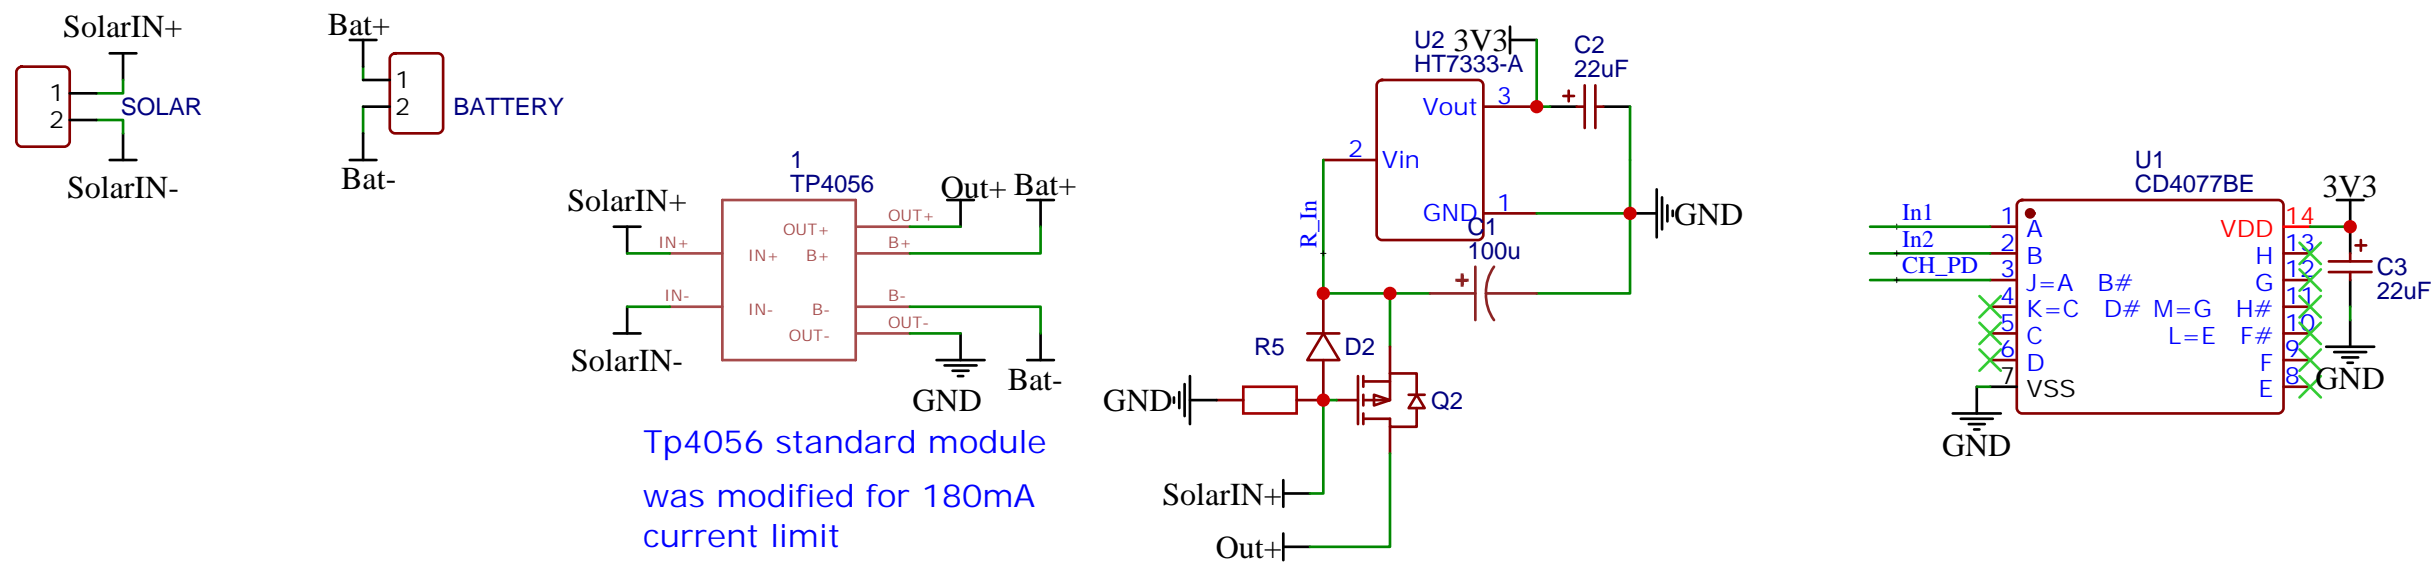 SolarIN+
1
2
SOLAR
SolarIN-
Bat+
1
2
BATTERY
Bat-
1
TP4056
SolarIN+
IN+
IN+
OUT+
B+
OUT+
B+
Out+
Bat+
IN-
IN-
B-
OUT-
B-
OUT-
SolarIN-
GND
Bat-
Tp4056 standard module
was modified for 180mA
current limit
U2
HT7333-A
3V3
C2
22uF
+
Vout
3
2
Vin
GND
1
GND
C1
100u
+
R_In
R5
D2
GND
Q2
SolarIN+
Out+
U1
CD4077BE
3V3
In1
In2
CH_PD
1
A
2
B
3
J=A B#
4
K=C D# M=G H#
5
C
L=E F#
6
D
7
VSS
VDD
14
H
13
G
12
11
10
F
9
E
8
+
C3
22uF
GND
GND